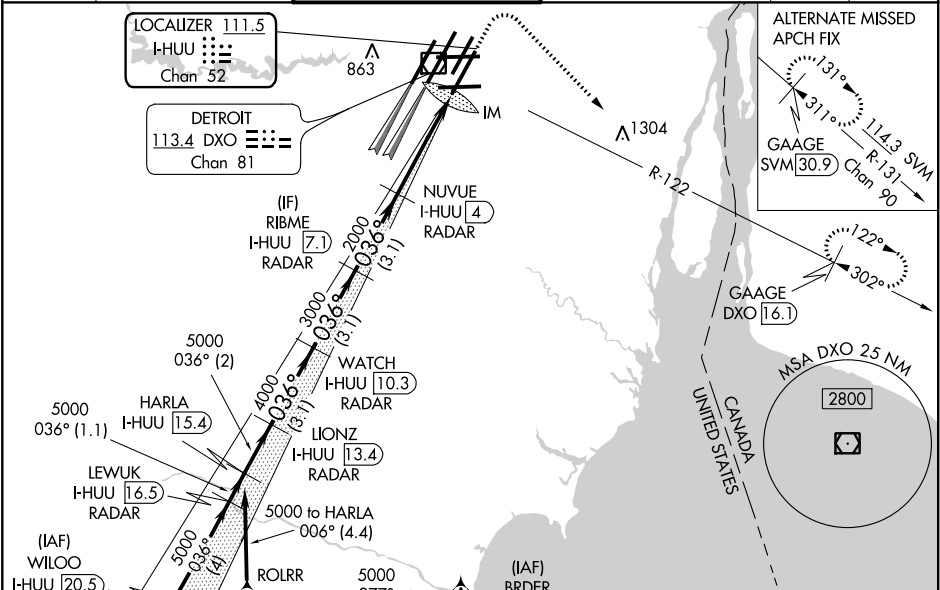 LOCALIZER 111.5
I-HUU
Chan 52
863
DETROIT
113.4 DXO
Chan 81
IM
1304
R-122
ALTERNATE MISSED
APCH FIX
131°
311°
GAAGE
SVM 30.9
114.3 SVM
R-131
Chan 90
122°
302°
GAAGE
DXO 16.1
NUVUE
I-HUU 4
RADAR
(IF)
RIBME
I-HUU 7.1
RADAR
2000
036°
(3.1)
3000
036°
(3.1)
WATCH
I-HUU 10.3
RADAR
5000
036° (2)
4000
036°
(3.1)
HARLA
I-HUU 15.4
5000
036° (1.1)
LIONZ
I-HUU 13.4
RADAR
LEWUK
I-HUU 16.5
RADAR
5000 to HARLA
006° (4.4)
5000
036°
(4)
(IAF)
WILOO
I-HUU 20.5
ROLRR
5000
(IAF)
BRDER
CANADA
UNITED STATES
MSA DXO 25 NM
2800